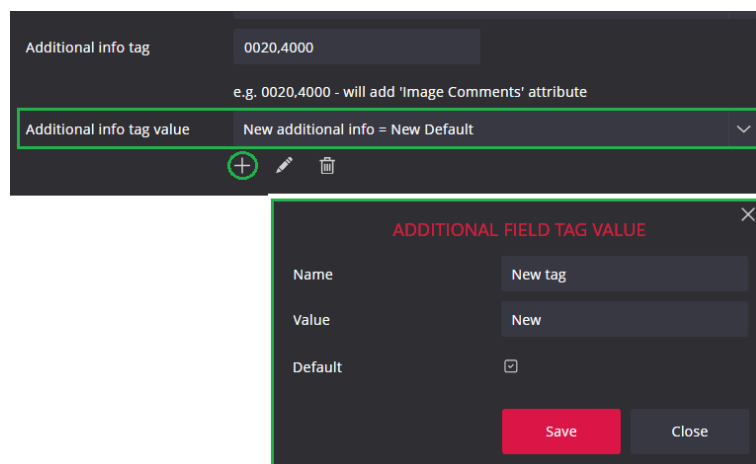 Additional info tag 0020,4000
e.g. 0020,4000 - will add 'Image Comments' attribute
Additional info tag value New additional info = New Default
ADDITIONAL FIELD TAG VALUE
Name New tag
Value New
Default
Save Close